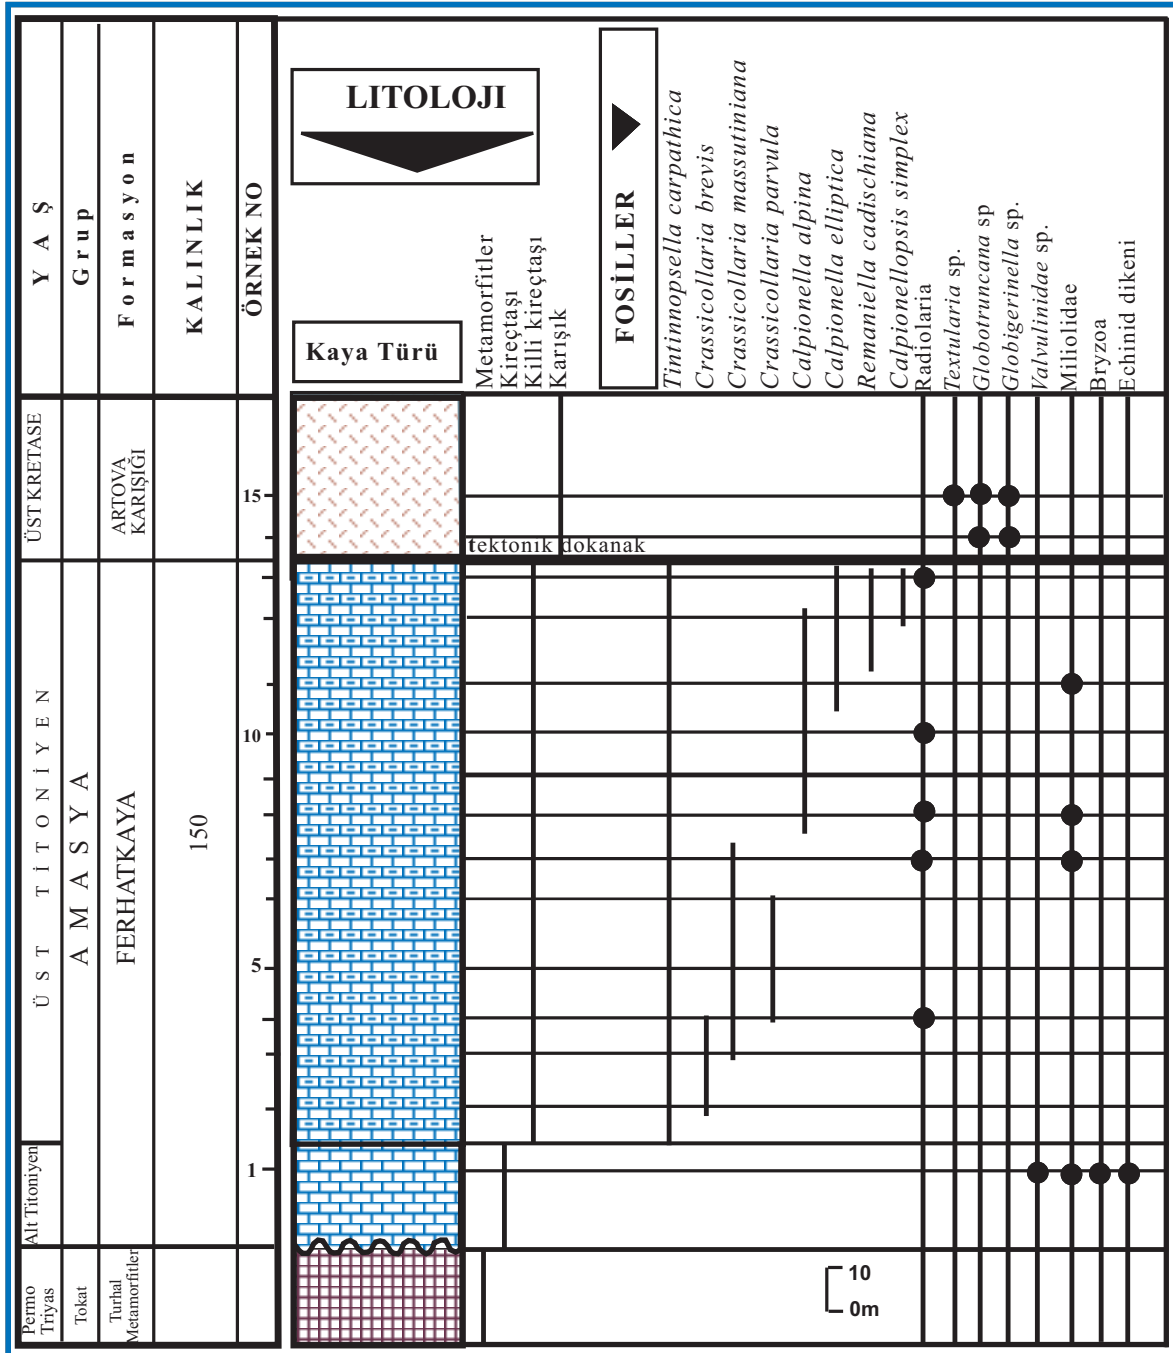 Y A Ş
Grup
Formasyon
KALINLIK
ÖRNEK NO
LITOLOJI
Kaya Türü
Metamorfitler
Kireçtaşı
Killi kireçtaşı
Karışık
FOSİLLER
Tintinnopsella carpathica
Crassicollaria brevis
Crassicollaria massutiniana
Crassicollaria parvula
Calpionella alpina
Calpionella elliptica
Remaniella cadischiana
Calpionellopsis simplex
Radiolaria
Textularia sp.
Globotruncana sp
Globigerinella sp.
Valvulinidae sp.
Miliolidae
Bryzoa
Echinid dikeni
ÜST KRETASE
ARTOVA
KARIŞIĞI
15
tektonık dokanak
ÜST TİTONİYEN
AMASYA
FERHATKAYA
150
10
5
Alt Titoniyen
1
Permo
Triyas
Tokat
Turhal
Metamorfitler
10
0m